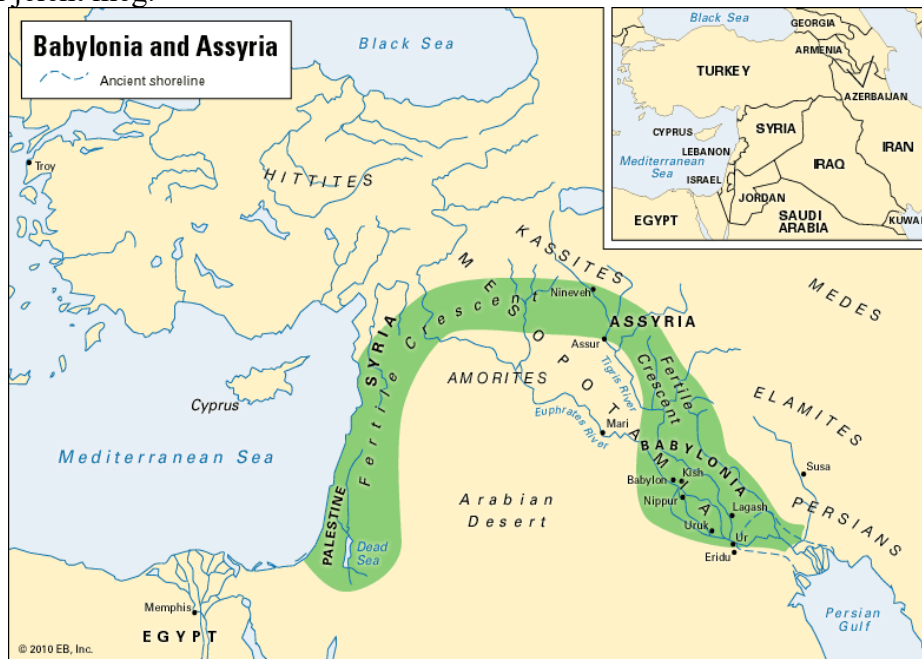 jelent meg.
Babylonia and Assyria
Ancient shoreline
Black Sea
Troy
HITTITES
KASSITES
MESOPOTAMIA
Nineveh
MEDES
ASSYRIA
Assur
SYRIA
Fertile Crescent
Tigris River
Fertile
Crescent
AMORITES
Cyprus
Euphrates River
Mari
ELAMITES
BABYLONIA
Mediterranean Sea
Babylon
Kish
Susa
Nippur
Arabian
Desert
Lagash
PERSIANS
Uruk
Ur
Eridu
PALESTINE
Dead
Sea
Memphis
EGYPT
Persian
Gulf
© 2010 EB, Inc.
Black Sea
GEORGIA
ARMENIA
TURKEY
AZERBAIJAN
CYPRUS
SYRIA
IRAN
LEBANON
Mediterranean
Sea
IRAQ
ISRAEL
JORDAN
EGYPT
SAUDI
ARABIA
KUWAI